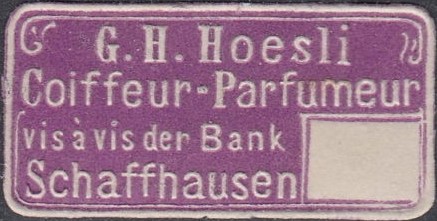 G. H. Hoesli
Coiffeur-Parfumeur
vis à vis der Bank
Schaffhausen